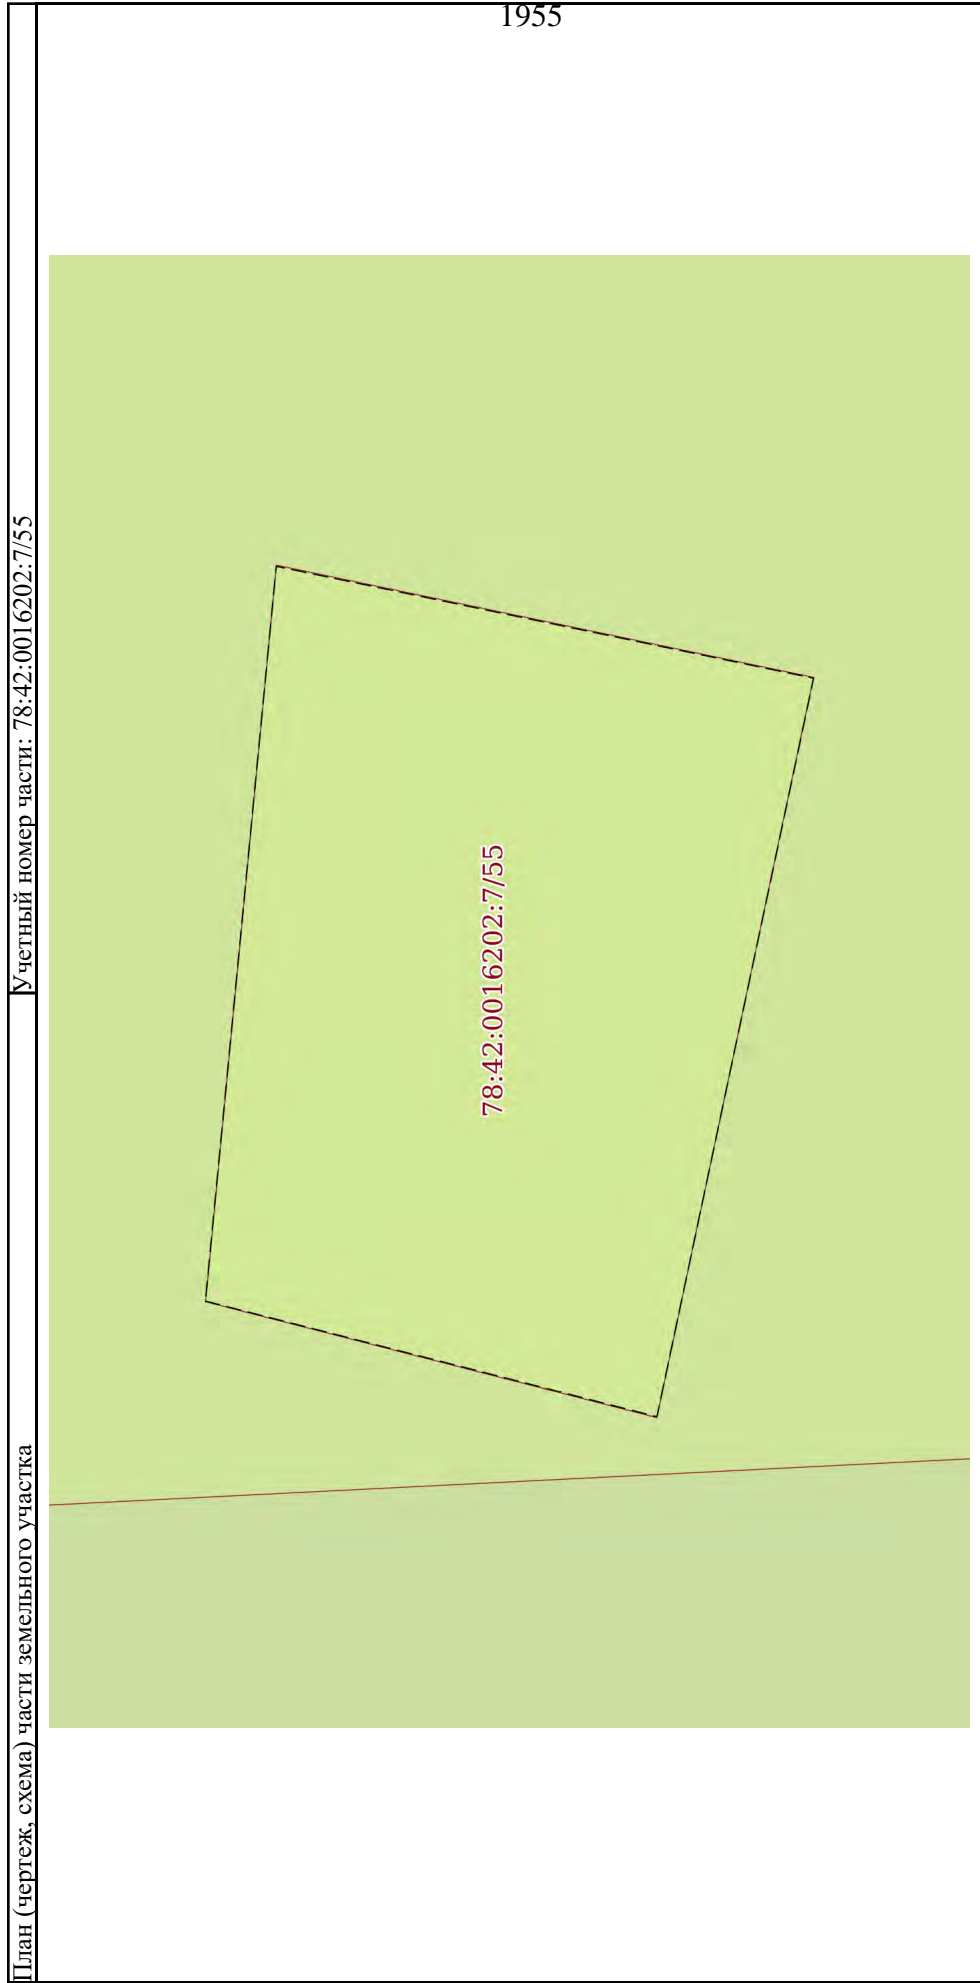 1955
План (чертеж, схема) части земельного участка
Учетный номер части: 78:42:0016202:7/55
78:42:0016202:7/55